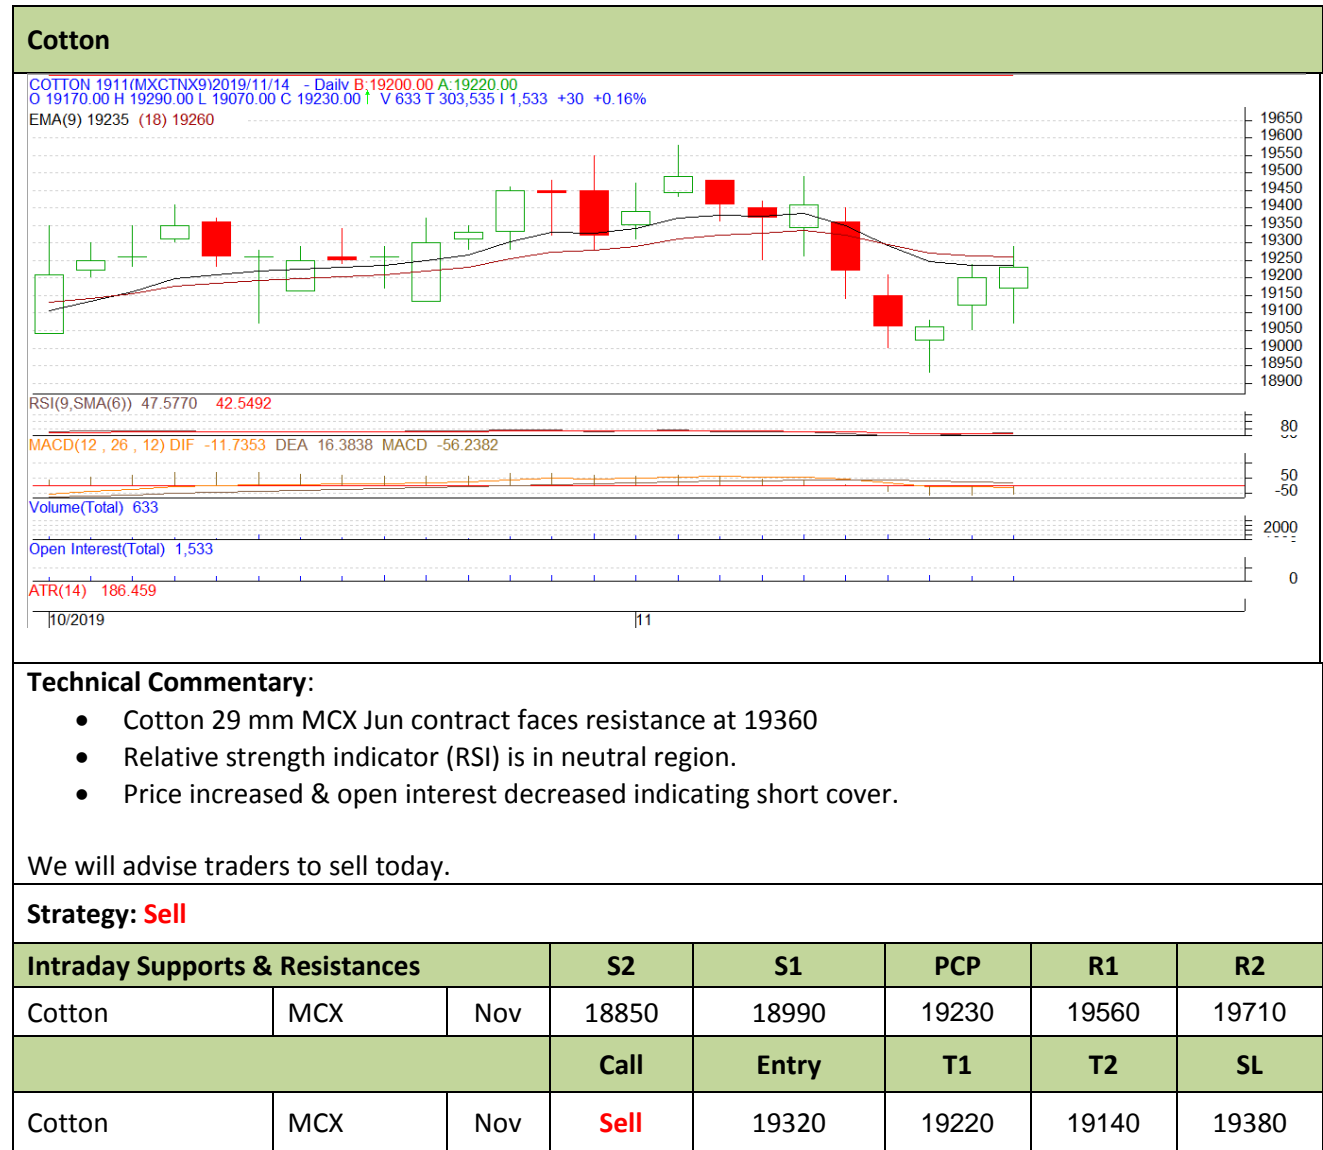 Cotton
COTTON 1911(MXCTNX9)2019/11/14 - Daily B:19200.00 A:19220.00
O 19170.00 H 19290.00 L 19070.00 C 19230.00 V 633 T 303,535 I 1,533 +30 +0.16%
EMA(9) 19235 (18) 19260
19650
19600
19550
19500
19450
19400
19350
19300
19250
19200
19150
19100
19050
19000
18950
18900
RSI(9,SMA(6)) 47.5770 42.5492
80
MACD(12 , 26 , 12) DIF -11.7353 DEA 16.3838 MACD -56.2382
50
-50
Volume(Total) 633
2000
Open Interest(Total) 1,533
0
ATR(14) 186.459
10/2019 11
Technical Commentary:
• Cotton 29 mm MCX Jun contract faces resistance at 19360
• Relative strength indicator (RSI) is in neutral region.
• Price increased & open interest decreased indicating short cover.
We will advise traders to sell today.
Strategy: Sell
Intraday Supports & Resistances S2 S1 PCP R1 R2
Cotton MCX Nov 18850 18990 19230 19560 19710
Call Entry T1 T2 SL
Cotton MCX Nov Sell 19320 19220 19140 19380